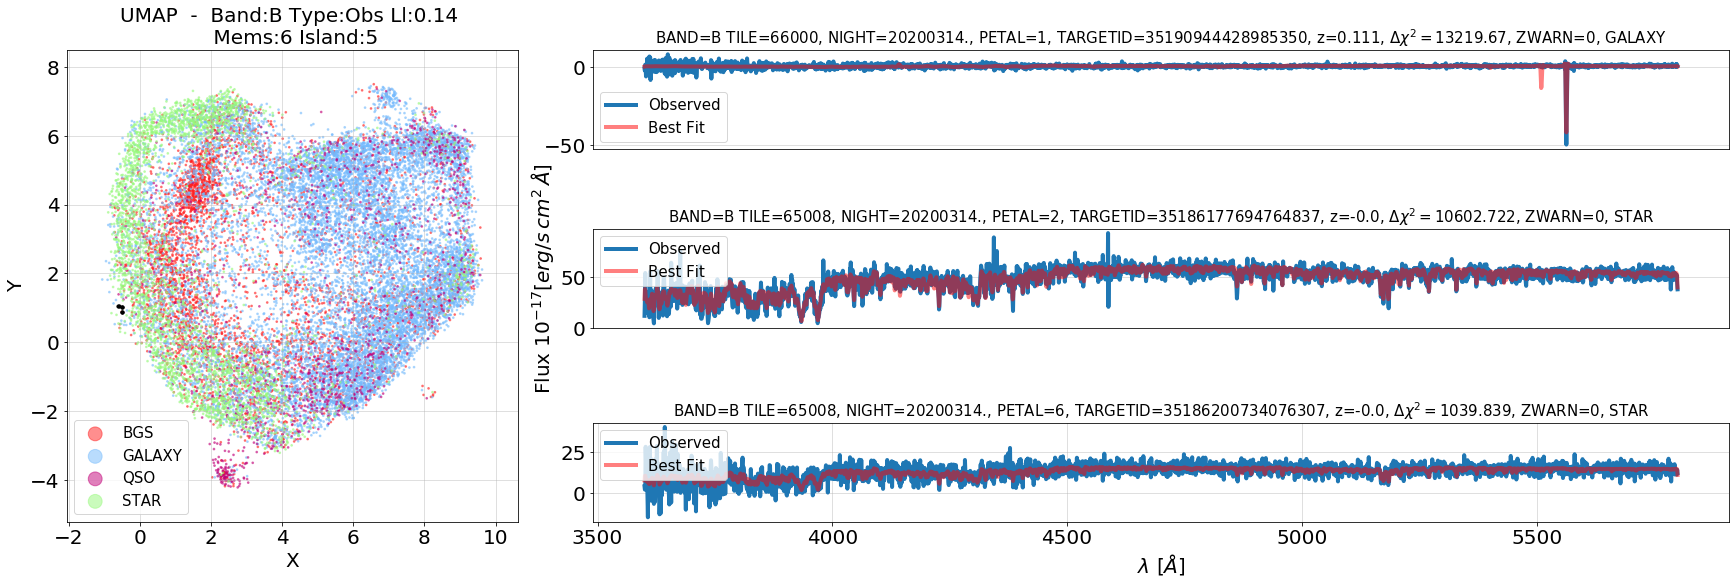 UMAP - Band:B Type:Obs Ll:0.14
Mems:6 Island:5
8
6
4
2
0
−2
−4
Y
−2
0
2
4
6
8
10
X
BGS
GALAXY
QSO
STAR
Flux 10⁻¹⁷[erg/s cm² Å]
BAND=B TILE=66000, NIGHT=20200314., PETAL=1, TARGETID=35190944428985350, z=0.111, Δχ² = 13219.67, ZWARN=0, GALAXY
0
−50
Observed
Best Fit
BAND=B TILE=65008, NIGHT=20200314., PETAL=2, TARGETID=35186177694764837, z=-0.0, Δχ² = 10602.722, ZWARN=0, STAR
50
0
Observed
Best Fit
BAND=B TILE=65008, NIGHT=20200314., PETAL=6, TARGETID=35186200734076307, z=-0.0, Δχ² = 1039.839, ZWARN=0, STAR
25
0
Observed
Best Fit
3500
4000
4500
5000
5500
λ [Å]